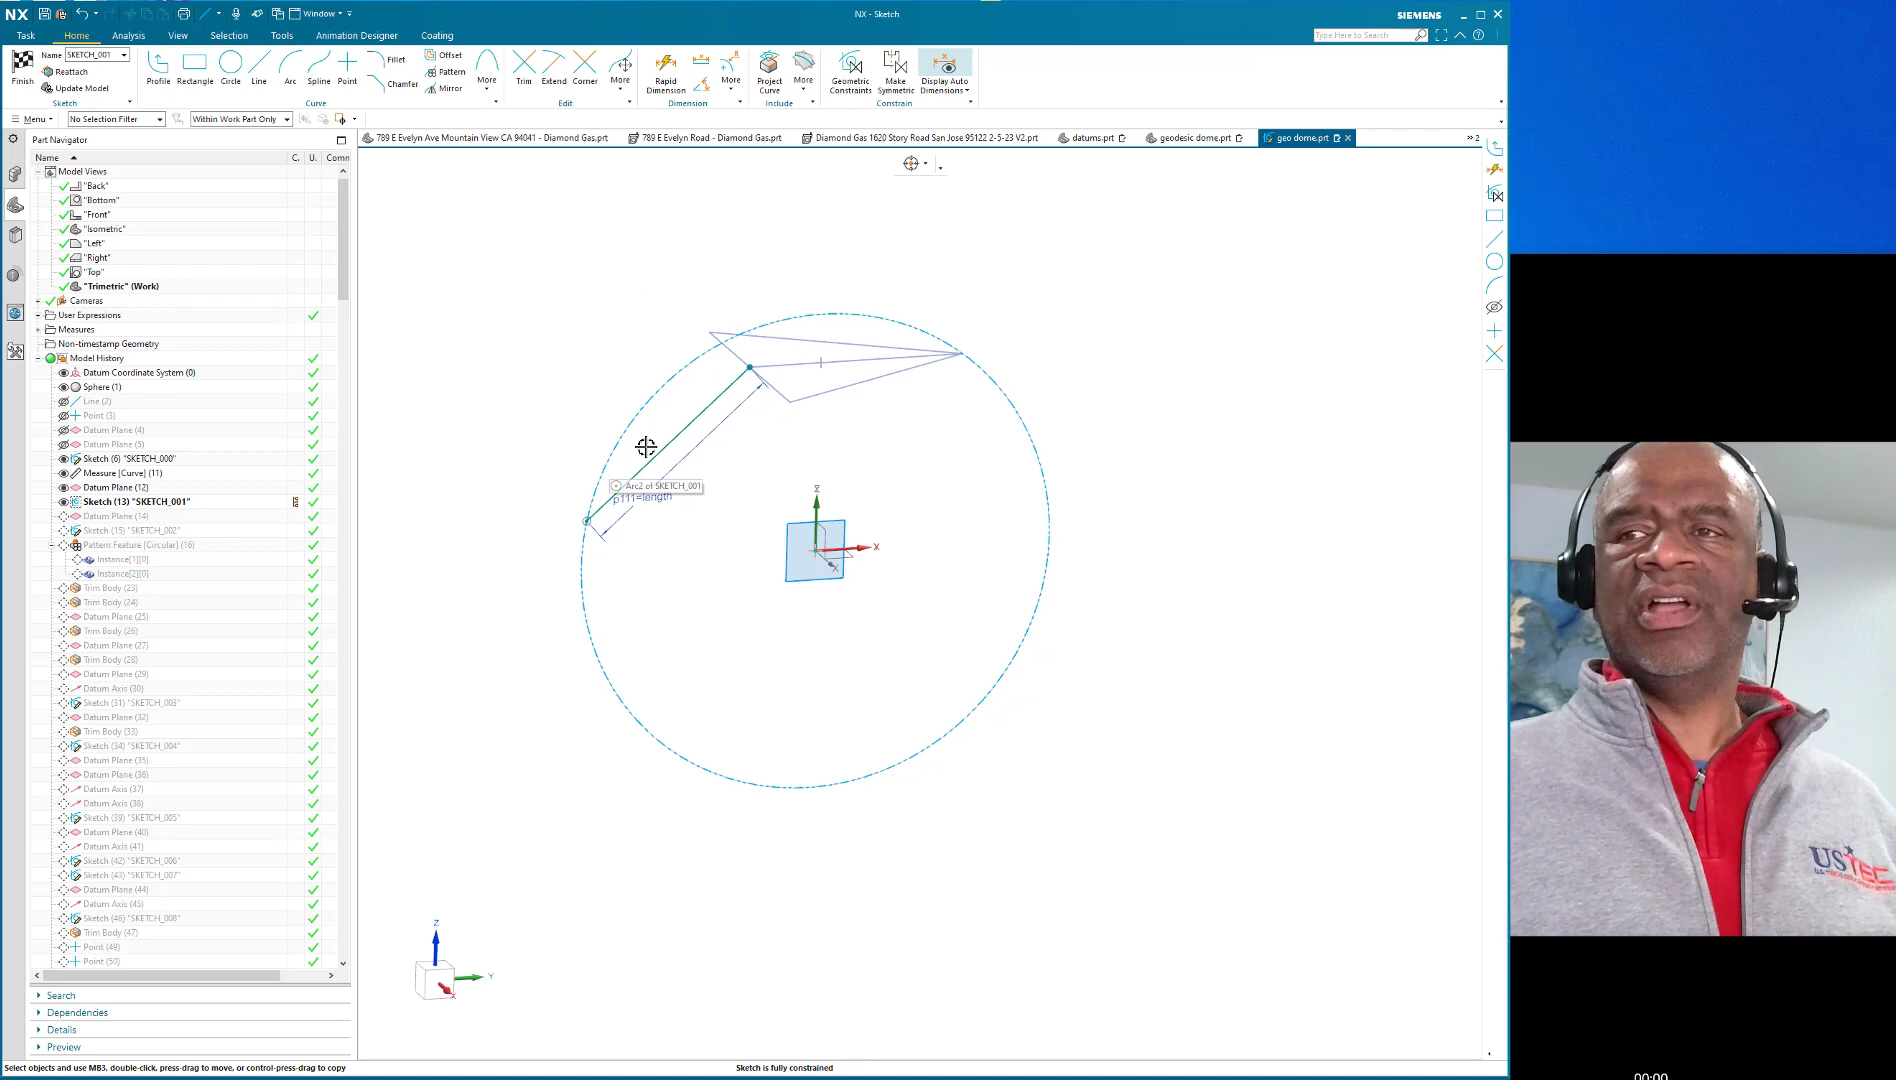 NX
Window
NX - Sketch
SIEMENS
Task
Home
Analysis
View
Selection
Tools
Animation Designer
Coating
Type Here to Search
Finish
Name
SKETCH_001
Reattach
Update Model
Sketch
Profile
Rectangle
Circle
Line
Arc
Spline
Point
Fillet
Chamfer
Offset
Pattern
Mirror
More
Curve
Trim
Extend
Corner
More
Edit
Rapid
Dimension
More
Dimension
Project
Curve
More
Include
Geometric
Constraints
Make
Symmetric
Display Auto
Dimensions
Constrain
Menu
No Selection Filter
Within Work Part Only
Part Navigator
789 E Evelyn Ave Mountain View CA 94041 - Diamond Gas.prt
789 E Evelyn Road - Diamond Gas.prt
Diamond Gas 1620 Story Road San Jose 95122 2-5-23 V2.prt
datums.prt
geodesic dome.prt
geo dome.prt
2
Name
C.
U.
Comn
Model Views
"Back"
"Bottom"
"Front"
"Isometric"
"Left"
"Right"
"Top"
"Trimetric" (Work)
Cameras
User Expressions
Measures
Non-timestamp Geometry
Model History
Datum Coordinate System (0)
Sphere (1)
Line (2)
Point (3)
Datum Plane (4)
Datum Plane (5)
Sketch (6) "SKETCH_000"
Measure [Curve] (11)
Datum Plane (12)
Sketch (13) "SKETCH_001"
Datum Plane (14)
Sketch (15) "SKETCH_002"
Pattern Feature [Circular] (16)
Instance[1][0]
Instance[2][0]
Trim Body (23)
Trim Body (24)
Datum Plane (25)
Trim Body (26)
Datum Plane (27)
Trim Body (28)
Datum Plane (29)
Datum Axis (30)
Sketch (31) "SKETCH_003"
Datum Plane (32)
Trim Body (33)
Sketch (34) "SKETCH_004"
Datum Plane (35)
Datum Plane (36)
Datum Axis (37)
Datum Axis (38)
Sketch (39) "SKETCH_005"
Datum Plane (40)
Datum Axis (41)
Sketch (42) "SKETCH_006"
Sketch (43) "SKETCH_007"
Datum Plane (44)
Datum Axis (45)
Sketch (46) "SKETCH_008"
Trim Body (47)
Point (49)
Point (50)
Search
Dependencies
Details
Preview
Arc2 of SKETCH_001
p111=length
Z
X
X
Z
Y
X
USTEC
Select objects and use MB3, double-click, press-drag to move, or control-press-drag to copy
Sketch is fully constrained
00:00